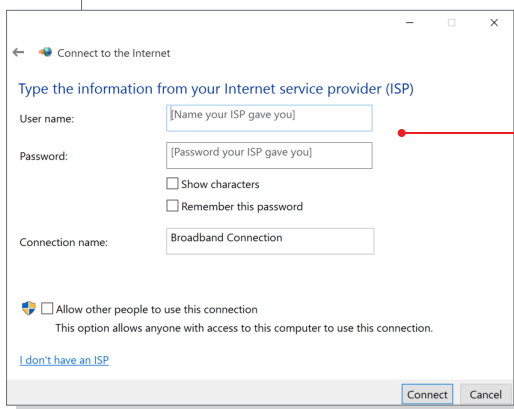 Connect to the Internet
Type the information from your Internet service provider (ISP)
User name:
[Name your ISP gave you]
Password:
[Password your ISP gave you]
Show characters
Remember this password
Connection name:
Broadband Connection
Allow other people to use this connection
This option allows anyone with access to this computer to use this connection.
I don't have an ISP
Connect
Cancel